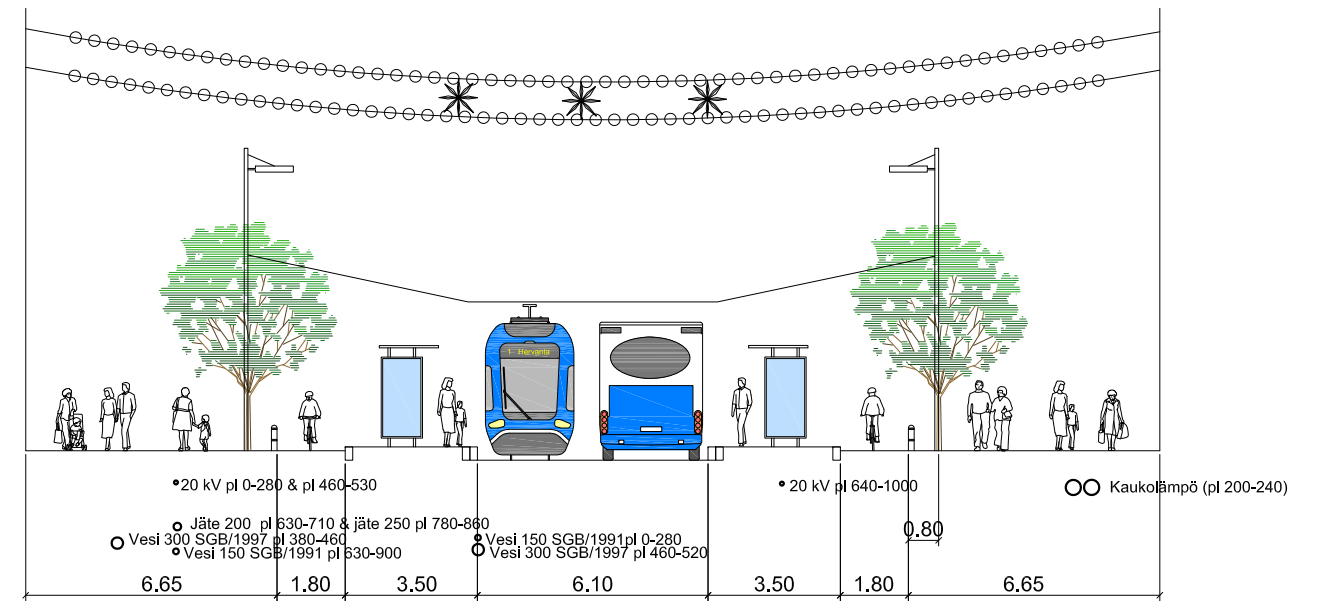 1 Hervanta
20 kV pl 0-280 & pl 460-530
20 kV pl 640-1000
Kaukolämpö (pl 200-240)
Jäte 200 pl 630-710 & jäte 250 pl 780-860
Vesi 300 SGB/1997 pl 380-460
Vesi 150 SGB/1991 pl 630-900
Vesi 150 SGB/1991pl 0-280
Vesi 300 SGB/1997 pl 460-520
0.80
6.65
1.80
3.50
6.10
3.50
1.80
6.65